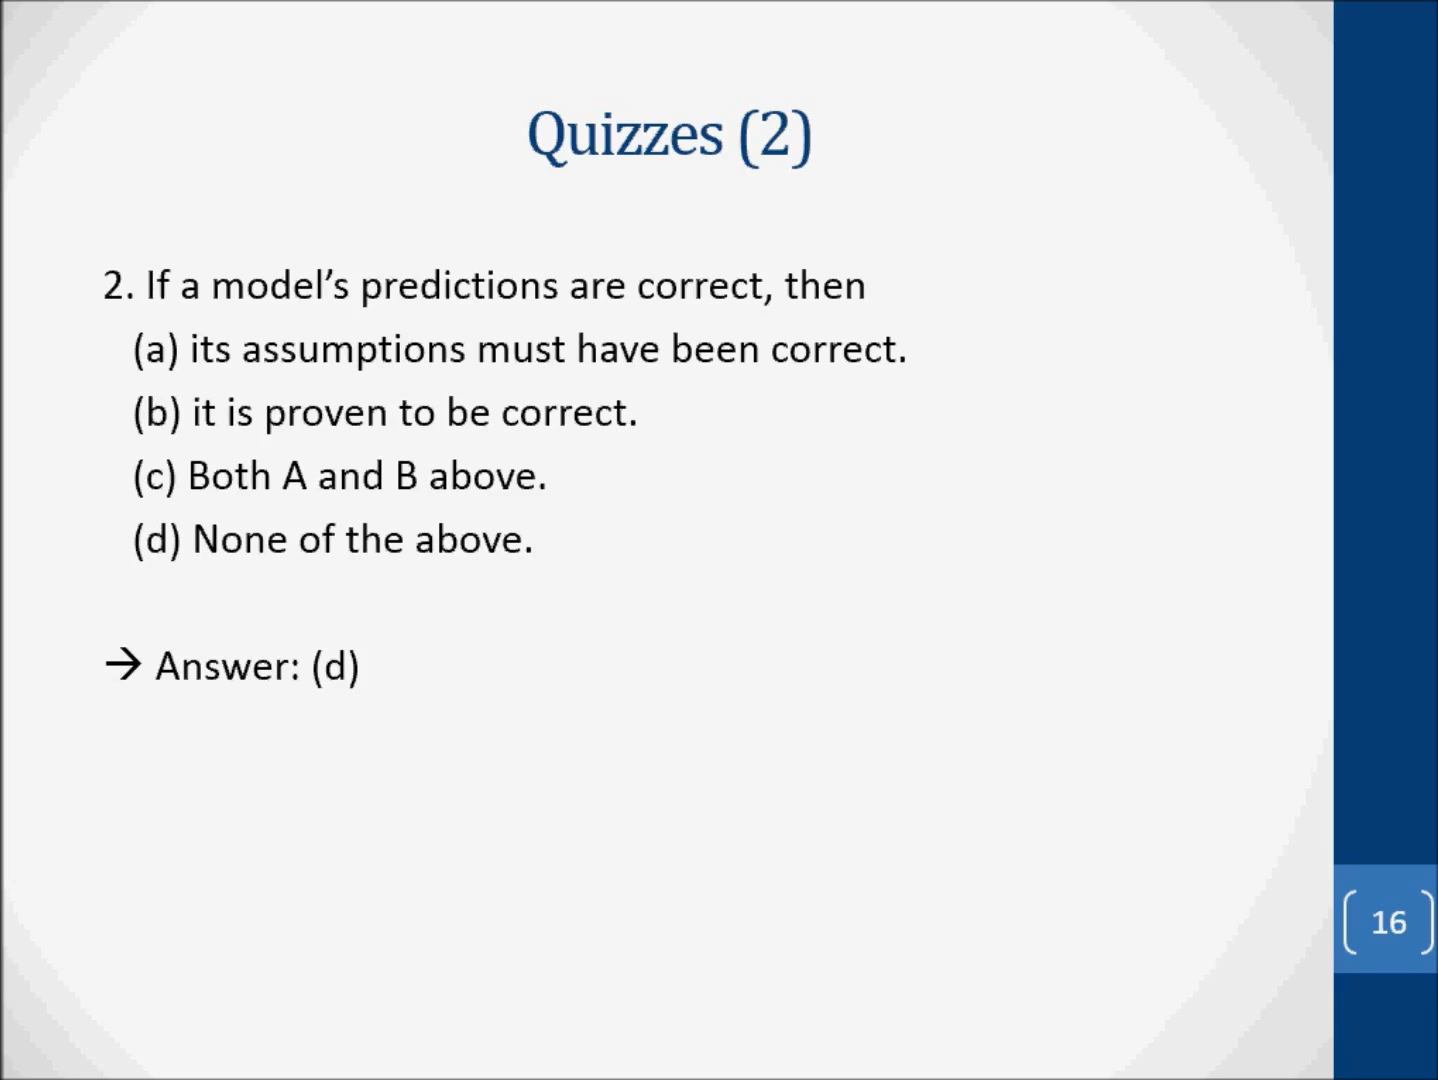 Quizzes (2)
2. If a model’s predictions are correct, then
(a) its assumptions must have been correct.
(b) it is proven to be correct.
(c) Both A and B above.
(d) None of the above.
→ Answer: (d)
16